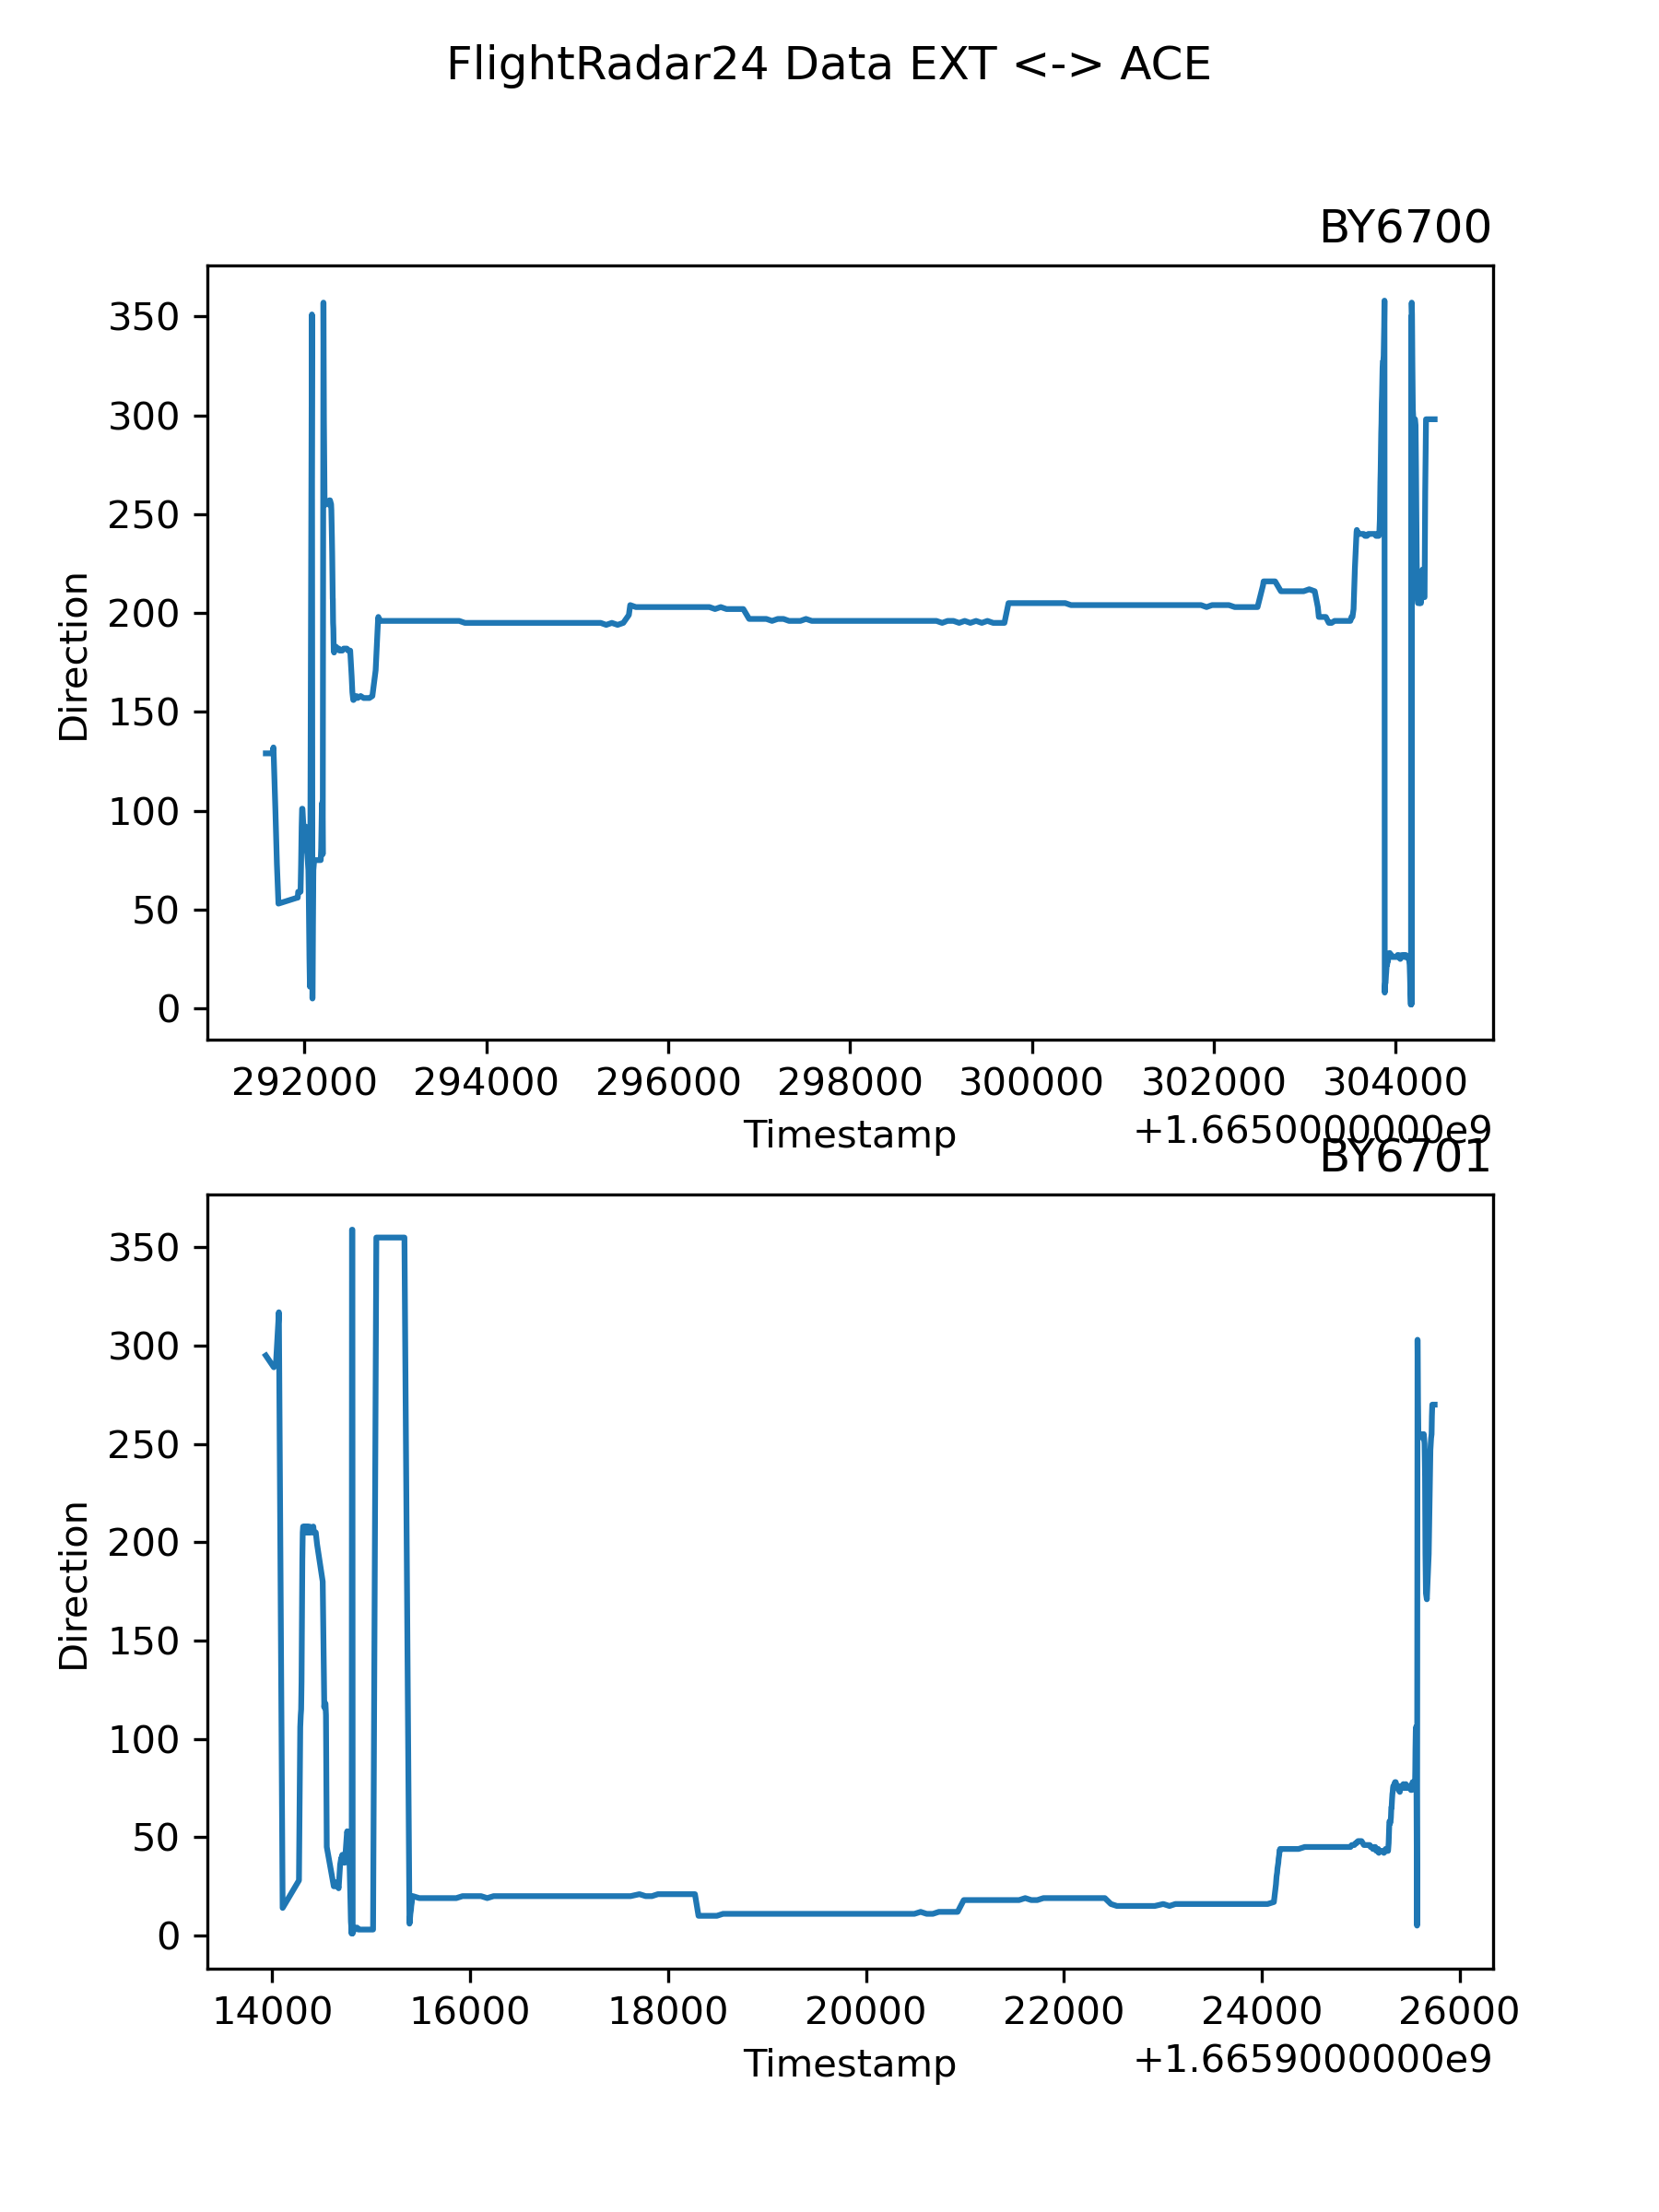 FlightRadar24 Data EXT <-> ACE
BY6700
Direction
350
300
250
200
150
100
50
0
292000 294000 296000 298000 300000 302000 304000
Timestamp
+1.6650000000e9
BY6701
Direction
350
300
250
200
150
100
50
0
14000 16000 18000 20000 22000 24000 26000
Timestamp
+1.6659000000e9